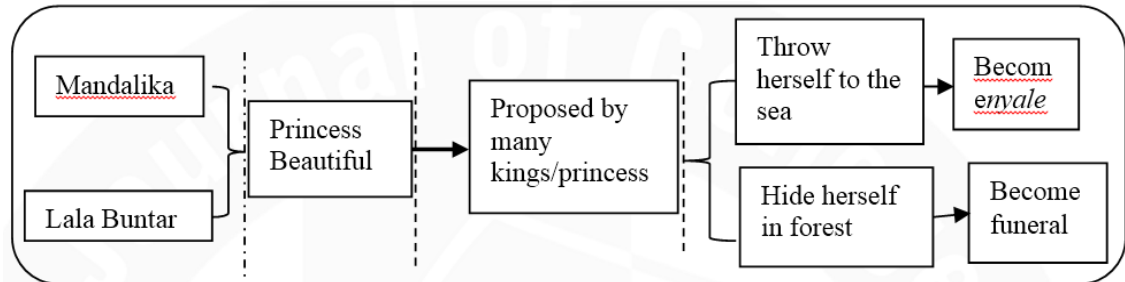 Mandalika
Lala Buntar
Princess
Beautiful
Proposed by
many
kings/princess
Throw
herself to the
sea
Becom
enyale
Hide herself
in forest
Become
funeral